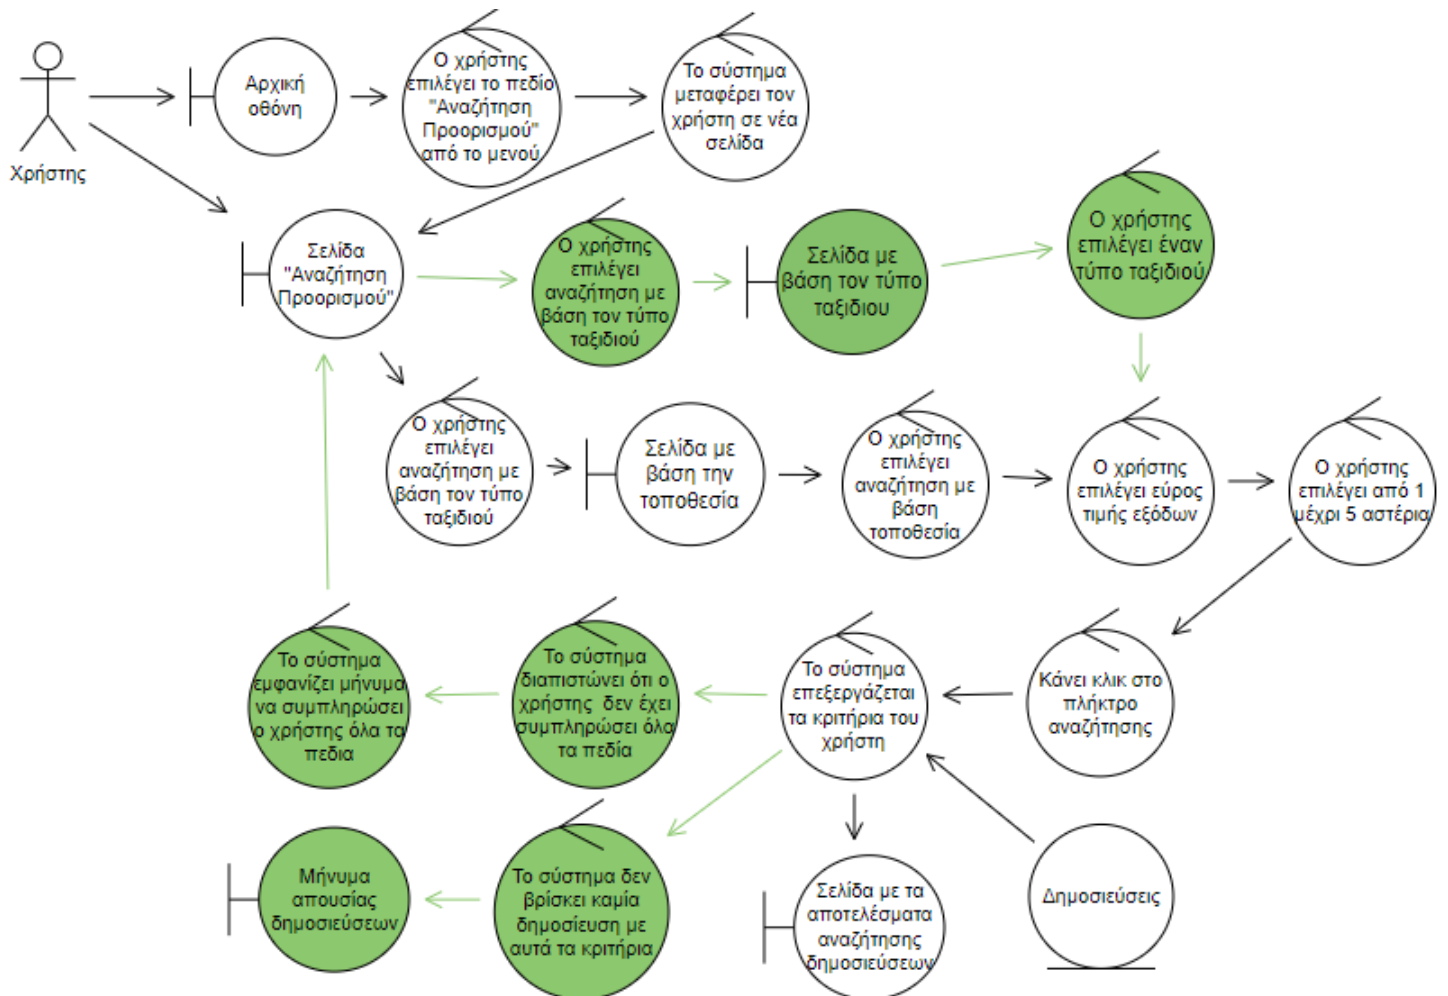 Χρήστης
Αρχική
οθόνη
Ο χρήστης
επιλέγει το πεδίο
"Αναζήτηση
Προορισμού"
από το μενού
Το σύστημα
μεταφέρει τον
χρήστη σε νέα
σελίδα
Σελίδα
"Αναζήτηση
Προορισμού"
Ο χρήστης
επιλέγει
αναζήτηση με
βάση τον τύπο
ταξιδιού
Σελίδα με
βάση τον τύπο
ταξιδιου
Ο χρήστης
επιλέγει έναν
τύπο ταξιδιού
Ο χρήστης
επιλέγει
αναζήτηση με
βάση τον τύπο
ταξιδιού
Σελίδα με
βάση την
τοποθεσία
Ο χρήστης
επιλέγει
αναζήτηση με
βάση
τοποθεσία
Ο χρήστης
επιλέγει εύρος
τιμής εξόδων
Ο χρήστης
επιλέγει από 1
μέχρι 5 αστέρια
Το σύστημα
εμφανίζει μήνυμα
να συμπληρώσει
ο χρήστης όλα τα
πεδια
Το σύστημα
διαπιστώνει ότι ο
χρήστης δεν έχει
συμπληρώσει όλα
τα πεδία
Το σύστημα
επεξεργάζεται
τα κριτήρια του
χρήστη
Κάνει κλικ στο
πλήκτρο
αναζήτησης
Μήνυμα
απουσίας
δημοσιεύσεων
Το σύστημα δεν
βρίσκει καμία
δημοσίευση με
αυτά τα κριτήρια
Σελίδα με τα
αποτελέσματα
αναζήτησης
δημοσιεύσεων
Δημοσιεύσεις